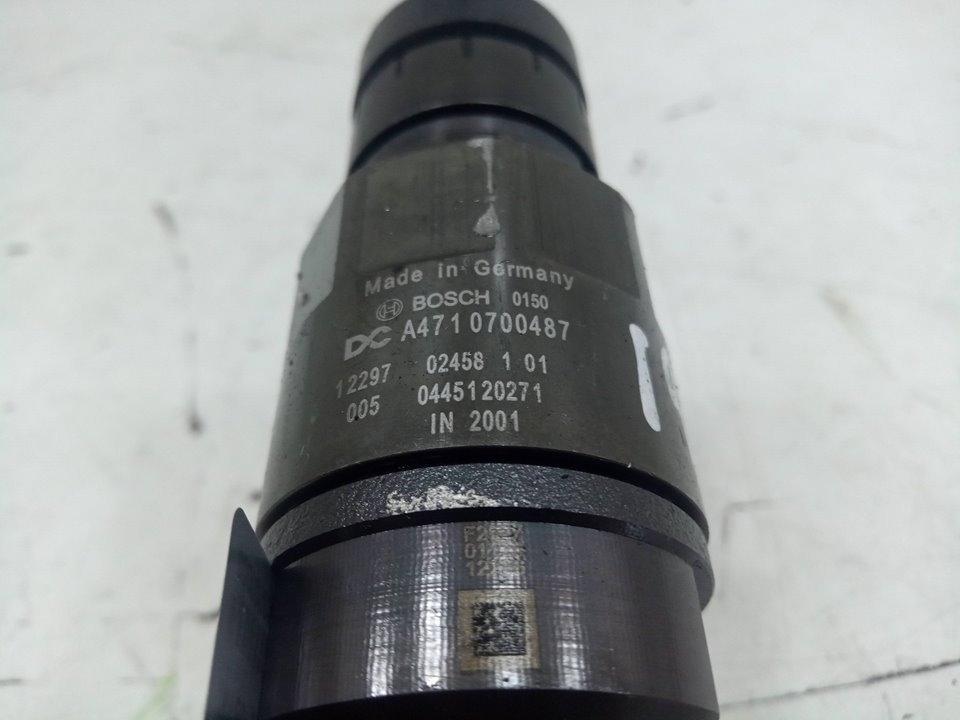 Made in Germany
BOSCH 0150
DC A4710700487
12297 02458 1 01
005 0445120271
IN 2001